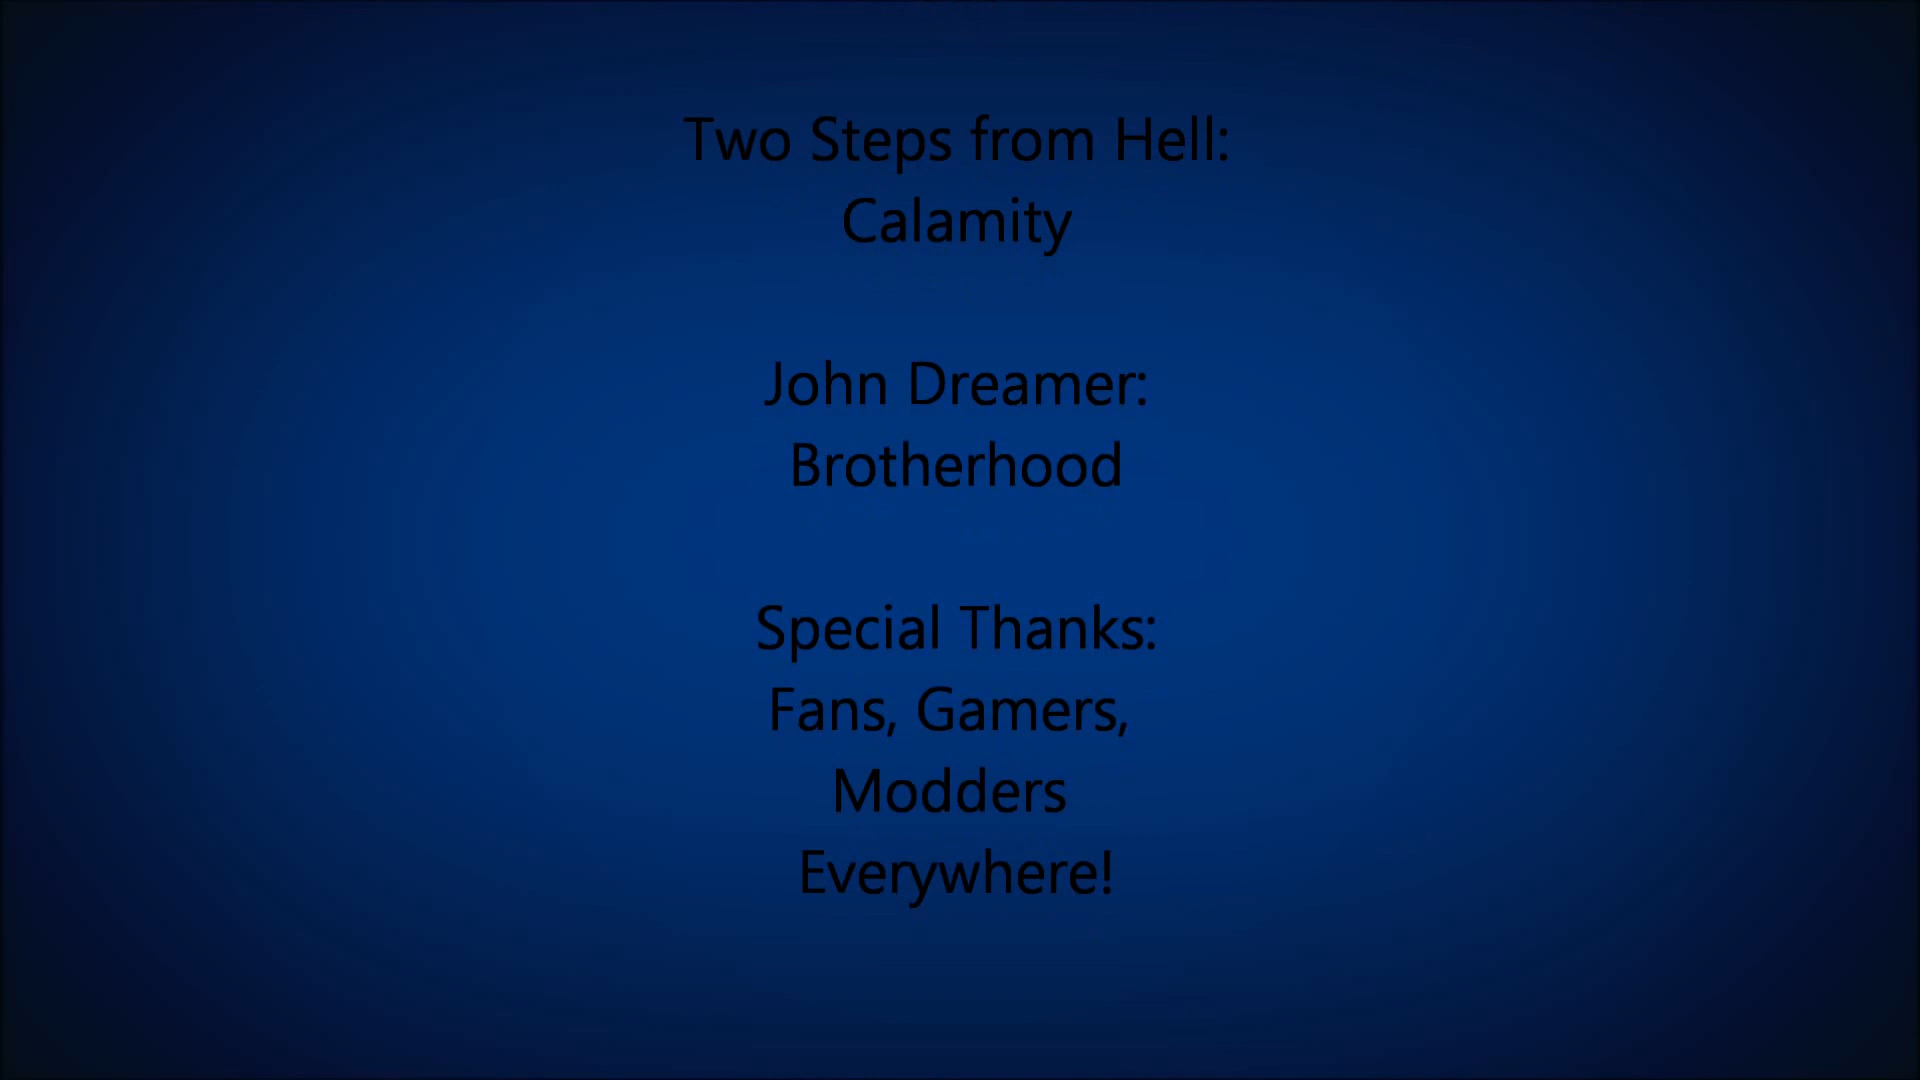 Two Steps from Hell:
Calamity
John Dreamer:
Brotherhood
Special Thanks:
Fans, Gamers,
Modders
Everywhere!